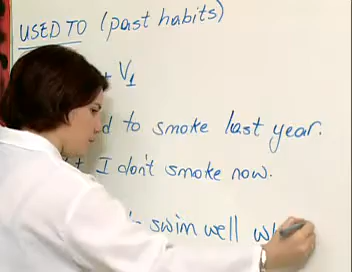 USED TO (past habits)
+ V1
to smoke last year.
I don't smoke now.
swim well